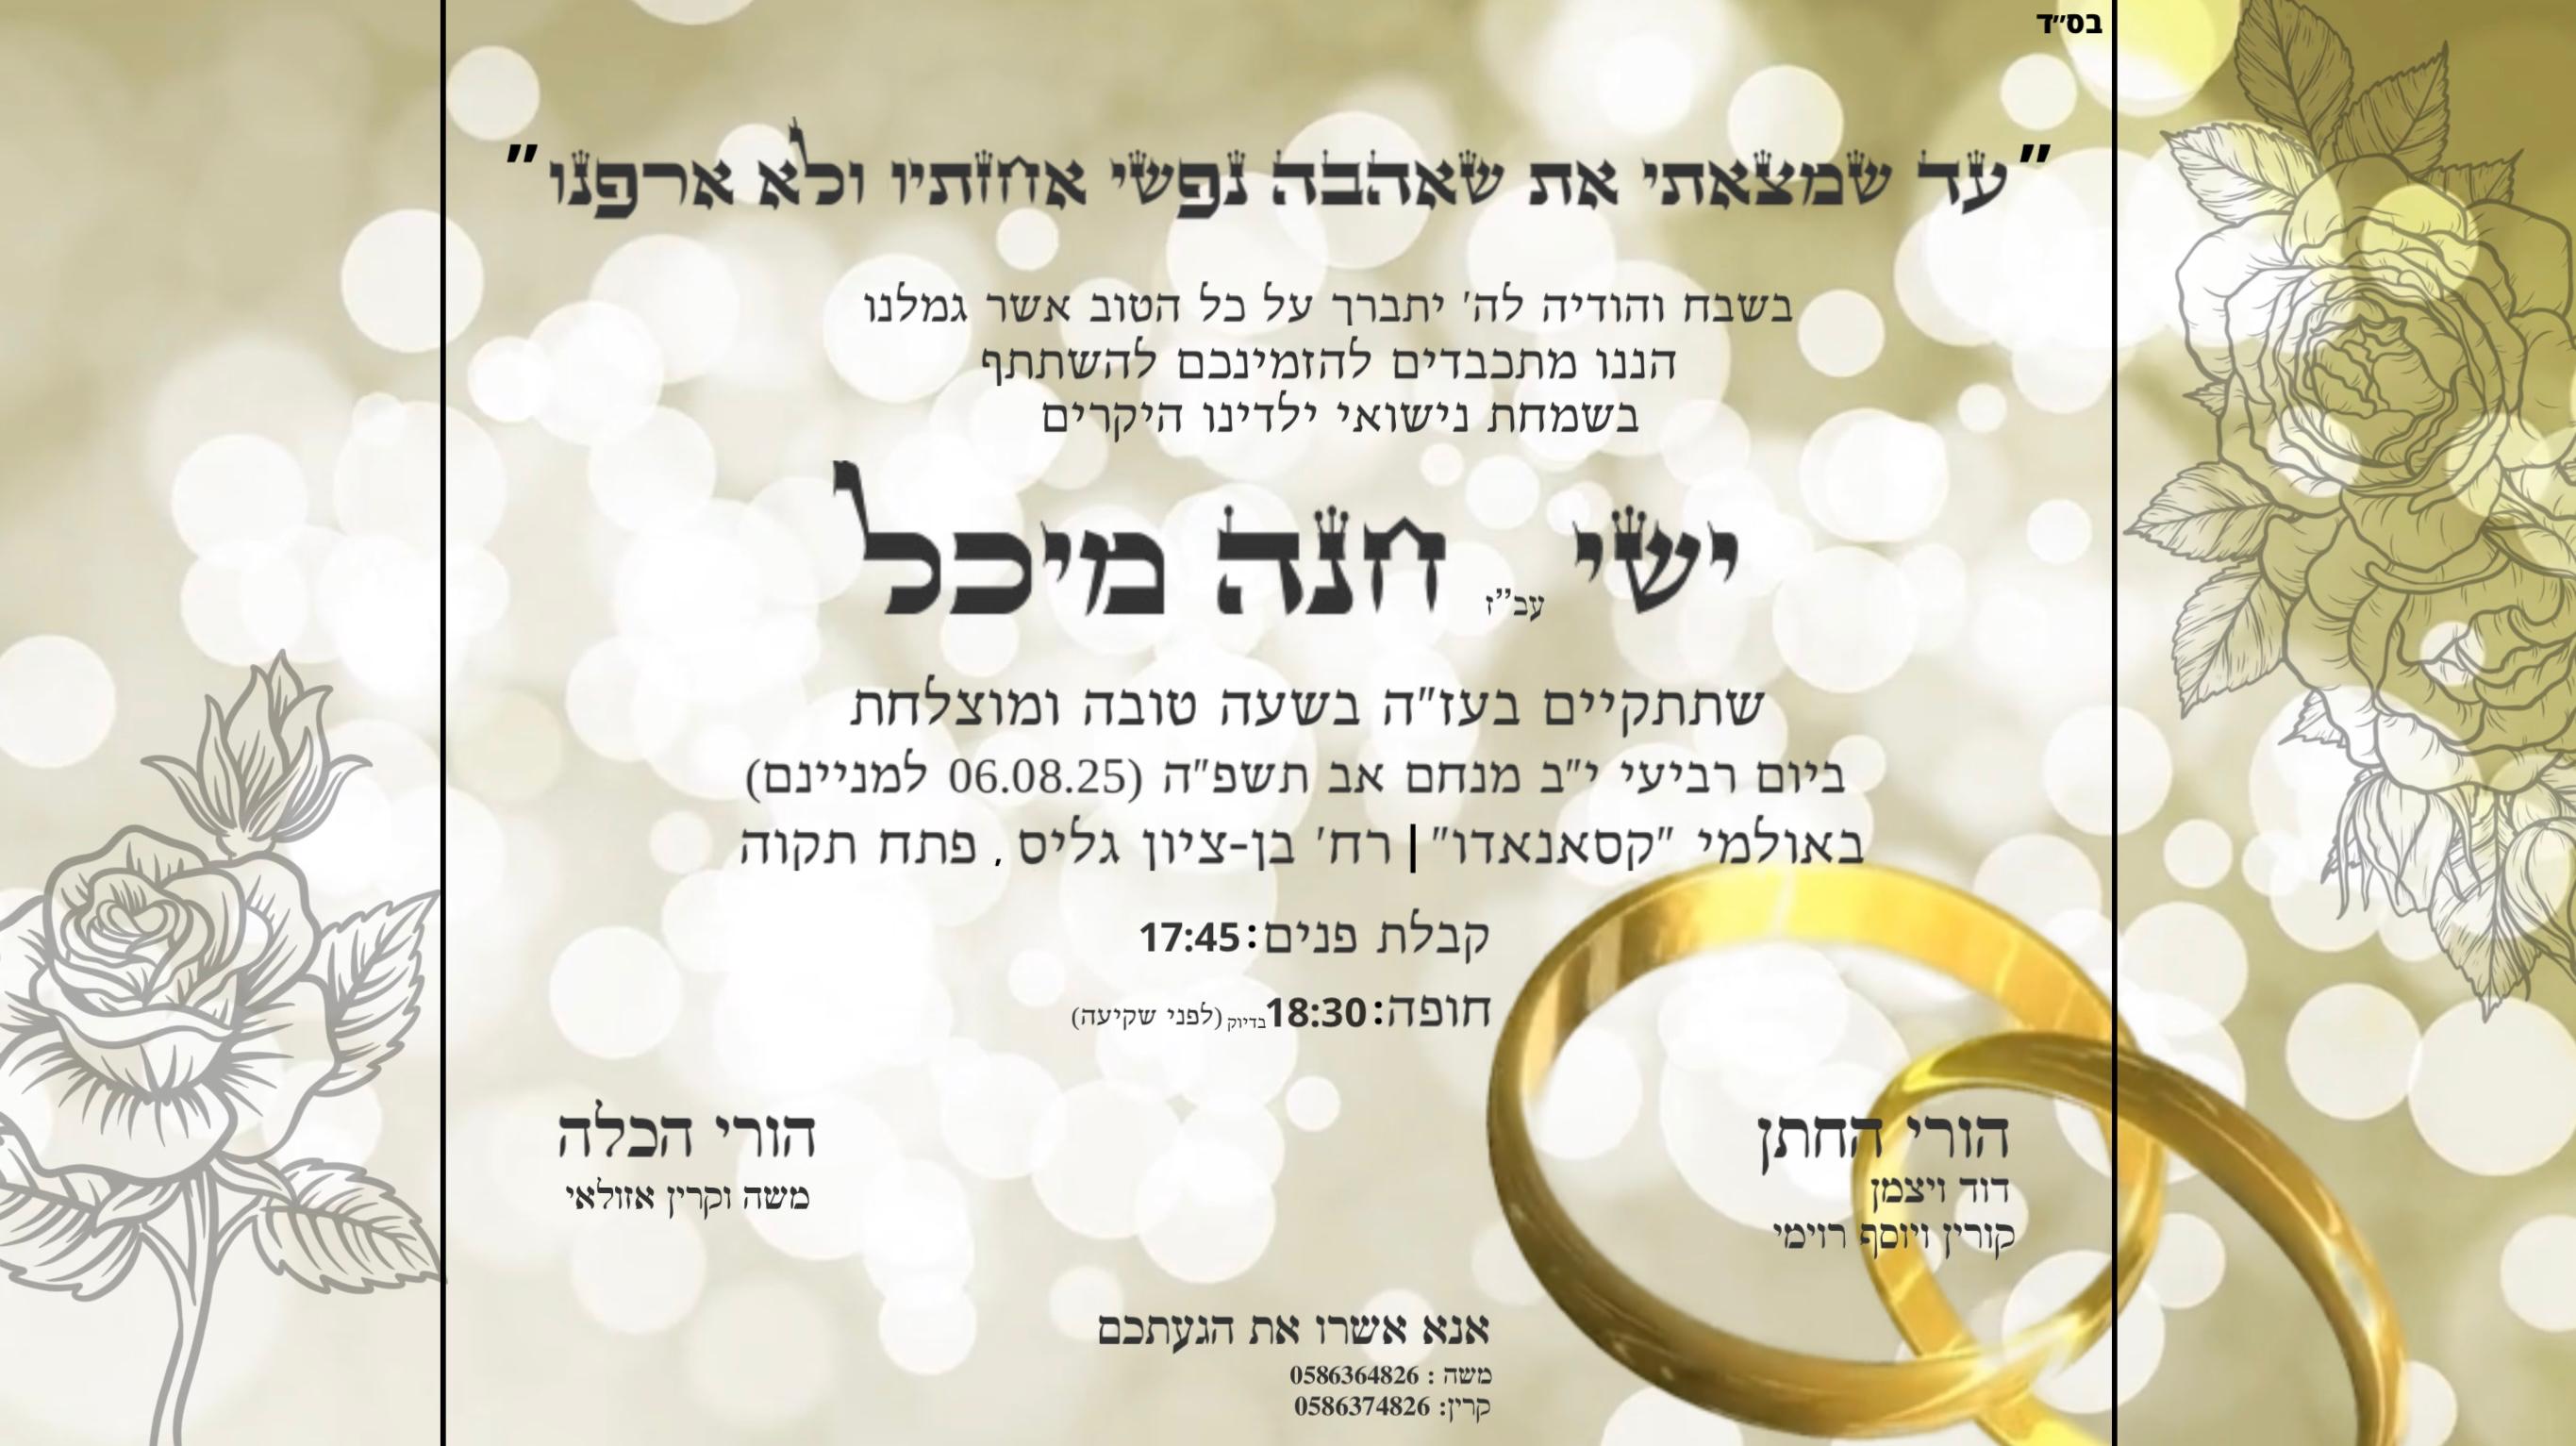 בס״ד
"עד שמצאתי את שאהבה נפשי אחזתיו ולא ארפנו"
בשבח והודיה לה' יתברך על כל הטוב אשר גמלנו
הננו מתכבדים להזמינכם להשתתף
בשמחת נישואי ילדינו היקרים
ישי עב"ז חנה מיכל
שתתקיים בעז״ה בשעה טובה ומוצלחת
ביום רביעי י״ב מנחם אב תשפ״ה (06.08.25 למניינם)
באולמי ״קסאנאדו״ | רח' בן-ציון גליס, פתח תקוה
קבלת פנים: 17:45
חופה: 18:30 בדיוק (לפני שקיעה)
הורי החתן
דוד ויצמן
קורין ויוסף רוימי
הורי הכלה
משה וקרין אזולאי
אנא אשרו את הגעתכם
משה : 0586364826
קרין: 0586374826